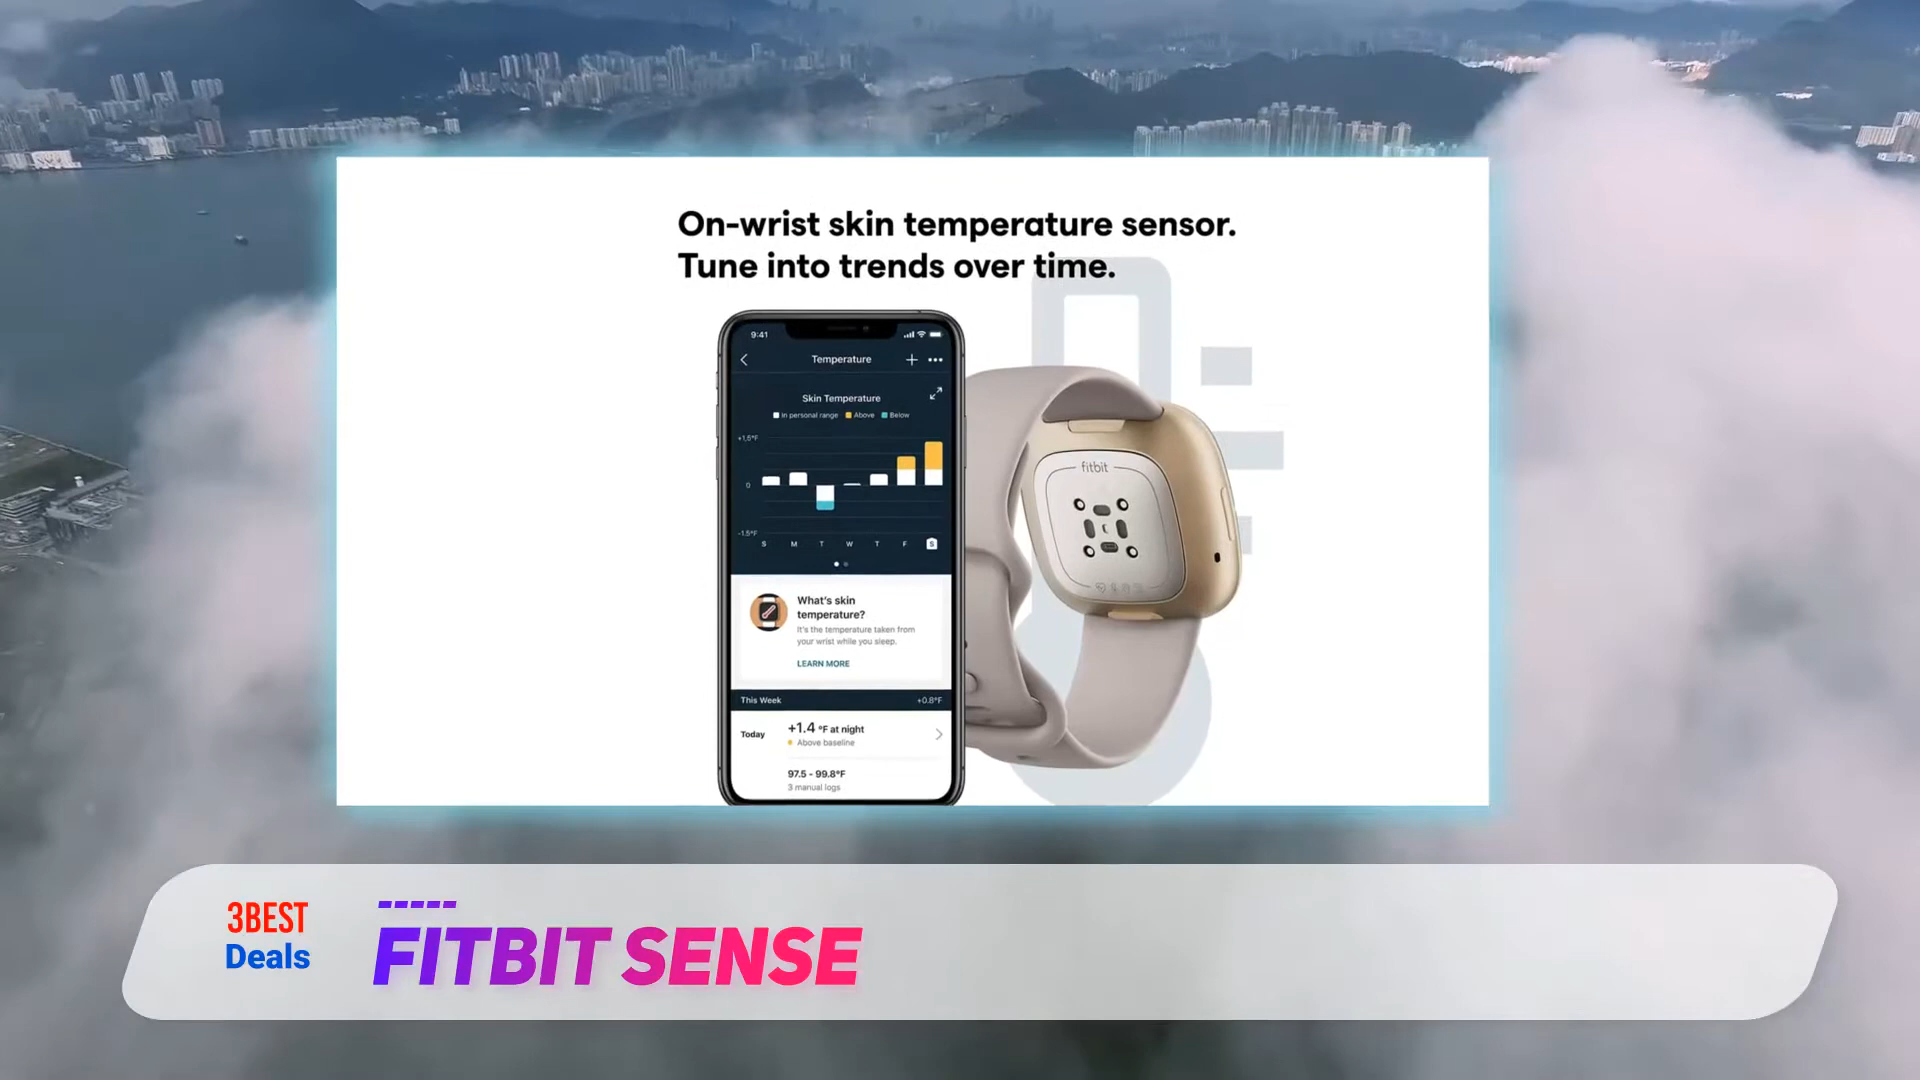 On-wrist skin temperature sensor.
Tune into trends over time.
9:41
Temperature
Skin Temperature
In personal range Above Below
+1.5°F
0
-1.5°F
S M T W T F S
What's skin
temperature?
It's the temperature taken from
your wrist while you sleep.
LEARN MORE
This Week +0.8°F
Today +1.4 °F at night
Above baseline
97.5 - 99.8°F
3 manual logs
fitbit
3BEST
Deals
FITBIT SENSE